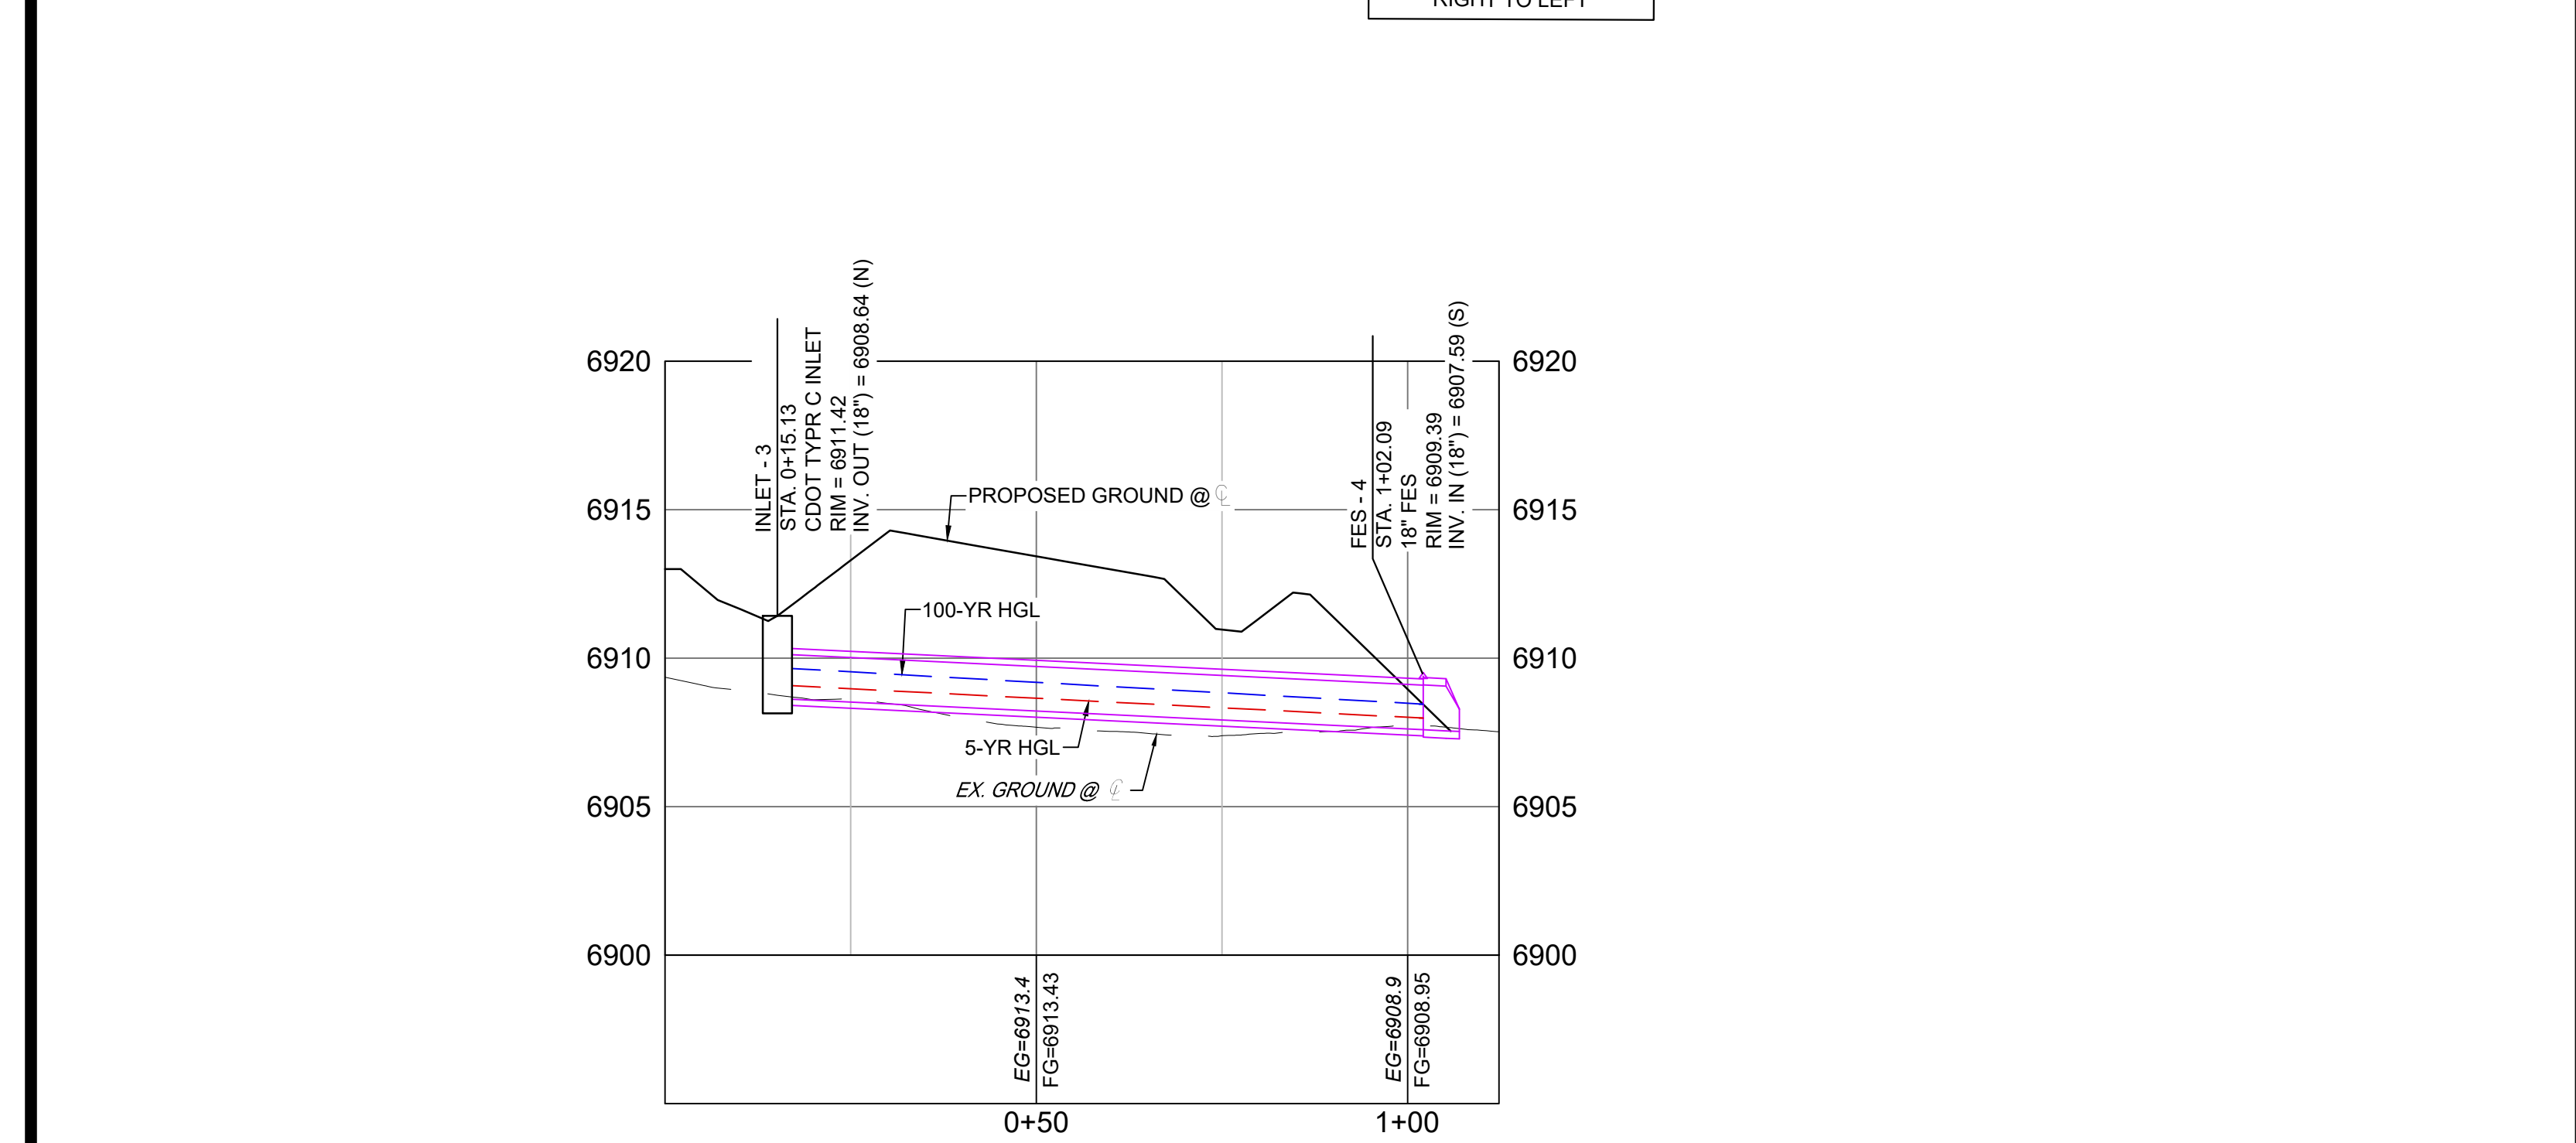 RIGHT TO LEFT
INLET - 3
STA. 0+15.13
CDOT TYPR C INLET
RIM = 6911.42
INV. OUT (18") = 6908.64 (N)
FES - 4
STA. 1+02.09
18" FES
RIM = 6909.39
INV. IN (18") = 6907.59 (S)
6920
6920
PROPOSED GROUND @ ℄
6915
6915
100-YR HGL
6910
6910
5-YR HGL
EX. GROUND @ ℄
6905
6905
6900
6900
EG=6913.4
FG=6913.43
EG=6908.9
FG=6908.95
0+50
1+00